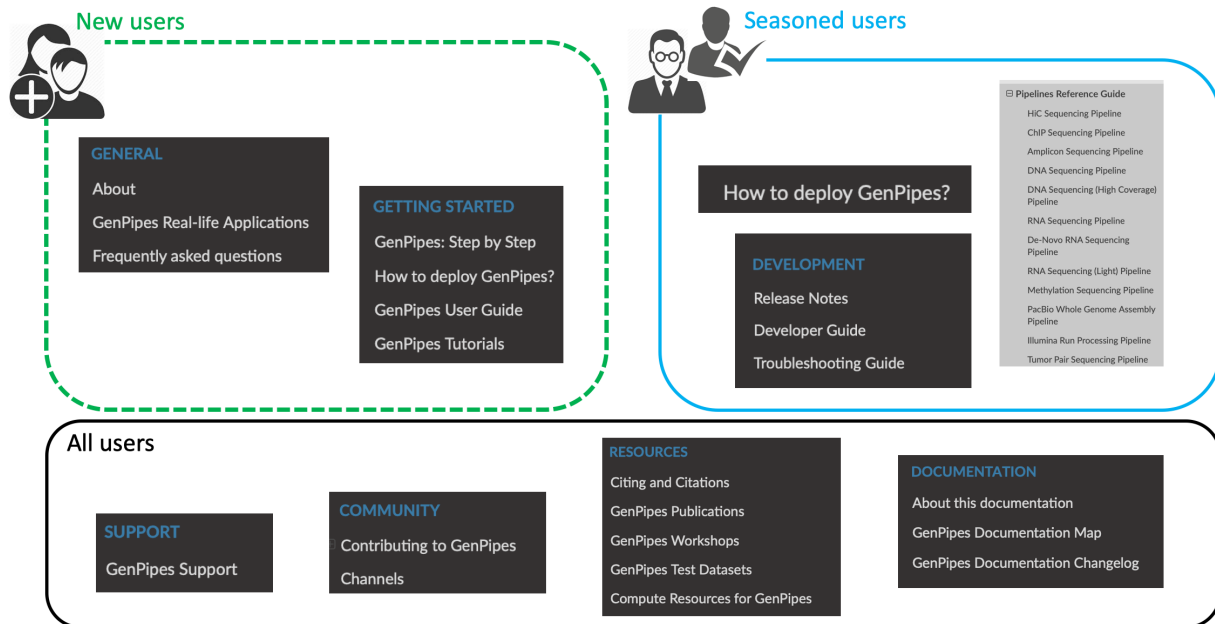 New users
GENERAL
About
GenPipes Real-life Applications
Frequently asked questions
GETTING STARTED
GenPipes: Step by Step
How to deploy GenPipes?
GenPipes User Guide
GenPipes Tutorials
Seasoned users
How to deploy GenPipes?
DEVELOPMENT
Release Notes
Developer Guide
Troubleshooting Guide
Pipelines Reference Guide
HiC Sequencing Pipeline
ChIP Sequencing Pipeline
Amplicon Sequencing Pipeline
DNA Sequencing Pipeline
DNA Sequencing (High Coverage)
Pipeline
RNA Sequencing Pipeline
De-Novo RNA Sequencing
Pipeline
RNA Sequencing (Light) Pipeline
Methylation Sequencing Pipeline
PacBio Whole Genome Assembly
Pipeline
Illumina Run Processing Pipeline
Tumor Pair Sequencing Pipeline
All users
SUPPORT
GenPipes Support
COMMUNITY
Contributing to GenPipes
Channels
RESOURCES
Citing and Citations
GenPipes Publications
GenPipes Workshops
GenPipes Test Datasets
Compute Resources for GenPipes
DOCUMENTATION
About this documentation
GenPipes Documentation Map
GenPipes Documentation Changelog